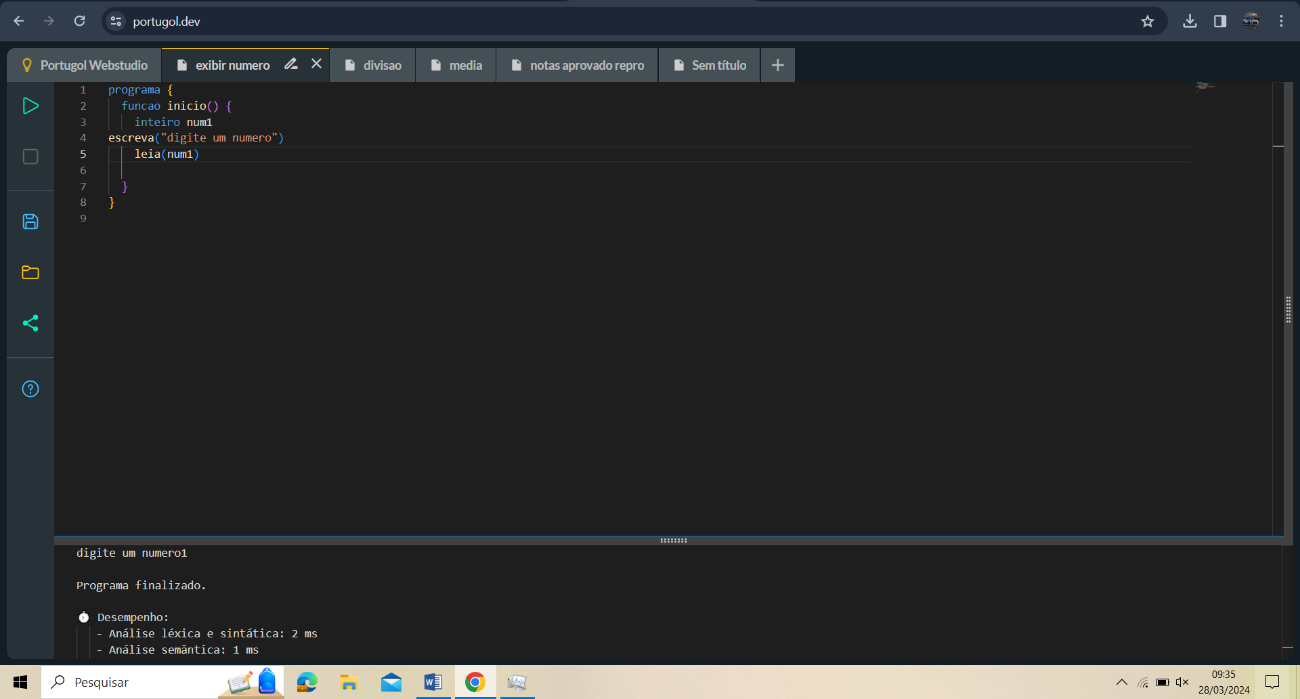 portugol.dev
Portugol Webstudio exibir numero divisao media notas aprovado repro Sem título
1 programa {
2 funcao inicio() {
3 inteiro num1
4 escreva("digite um numero")
5 leia(num1)
6
7 }
8 }
9
digite um numero1
Programa finalizado.
Desempenho:
- Análise léxica e sintática: 2 ms
- Análise semântica: 1 ms
Pesquisar
09:35
28/03/2024